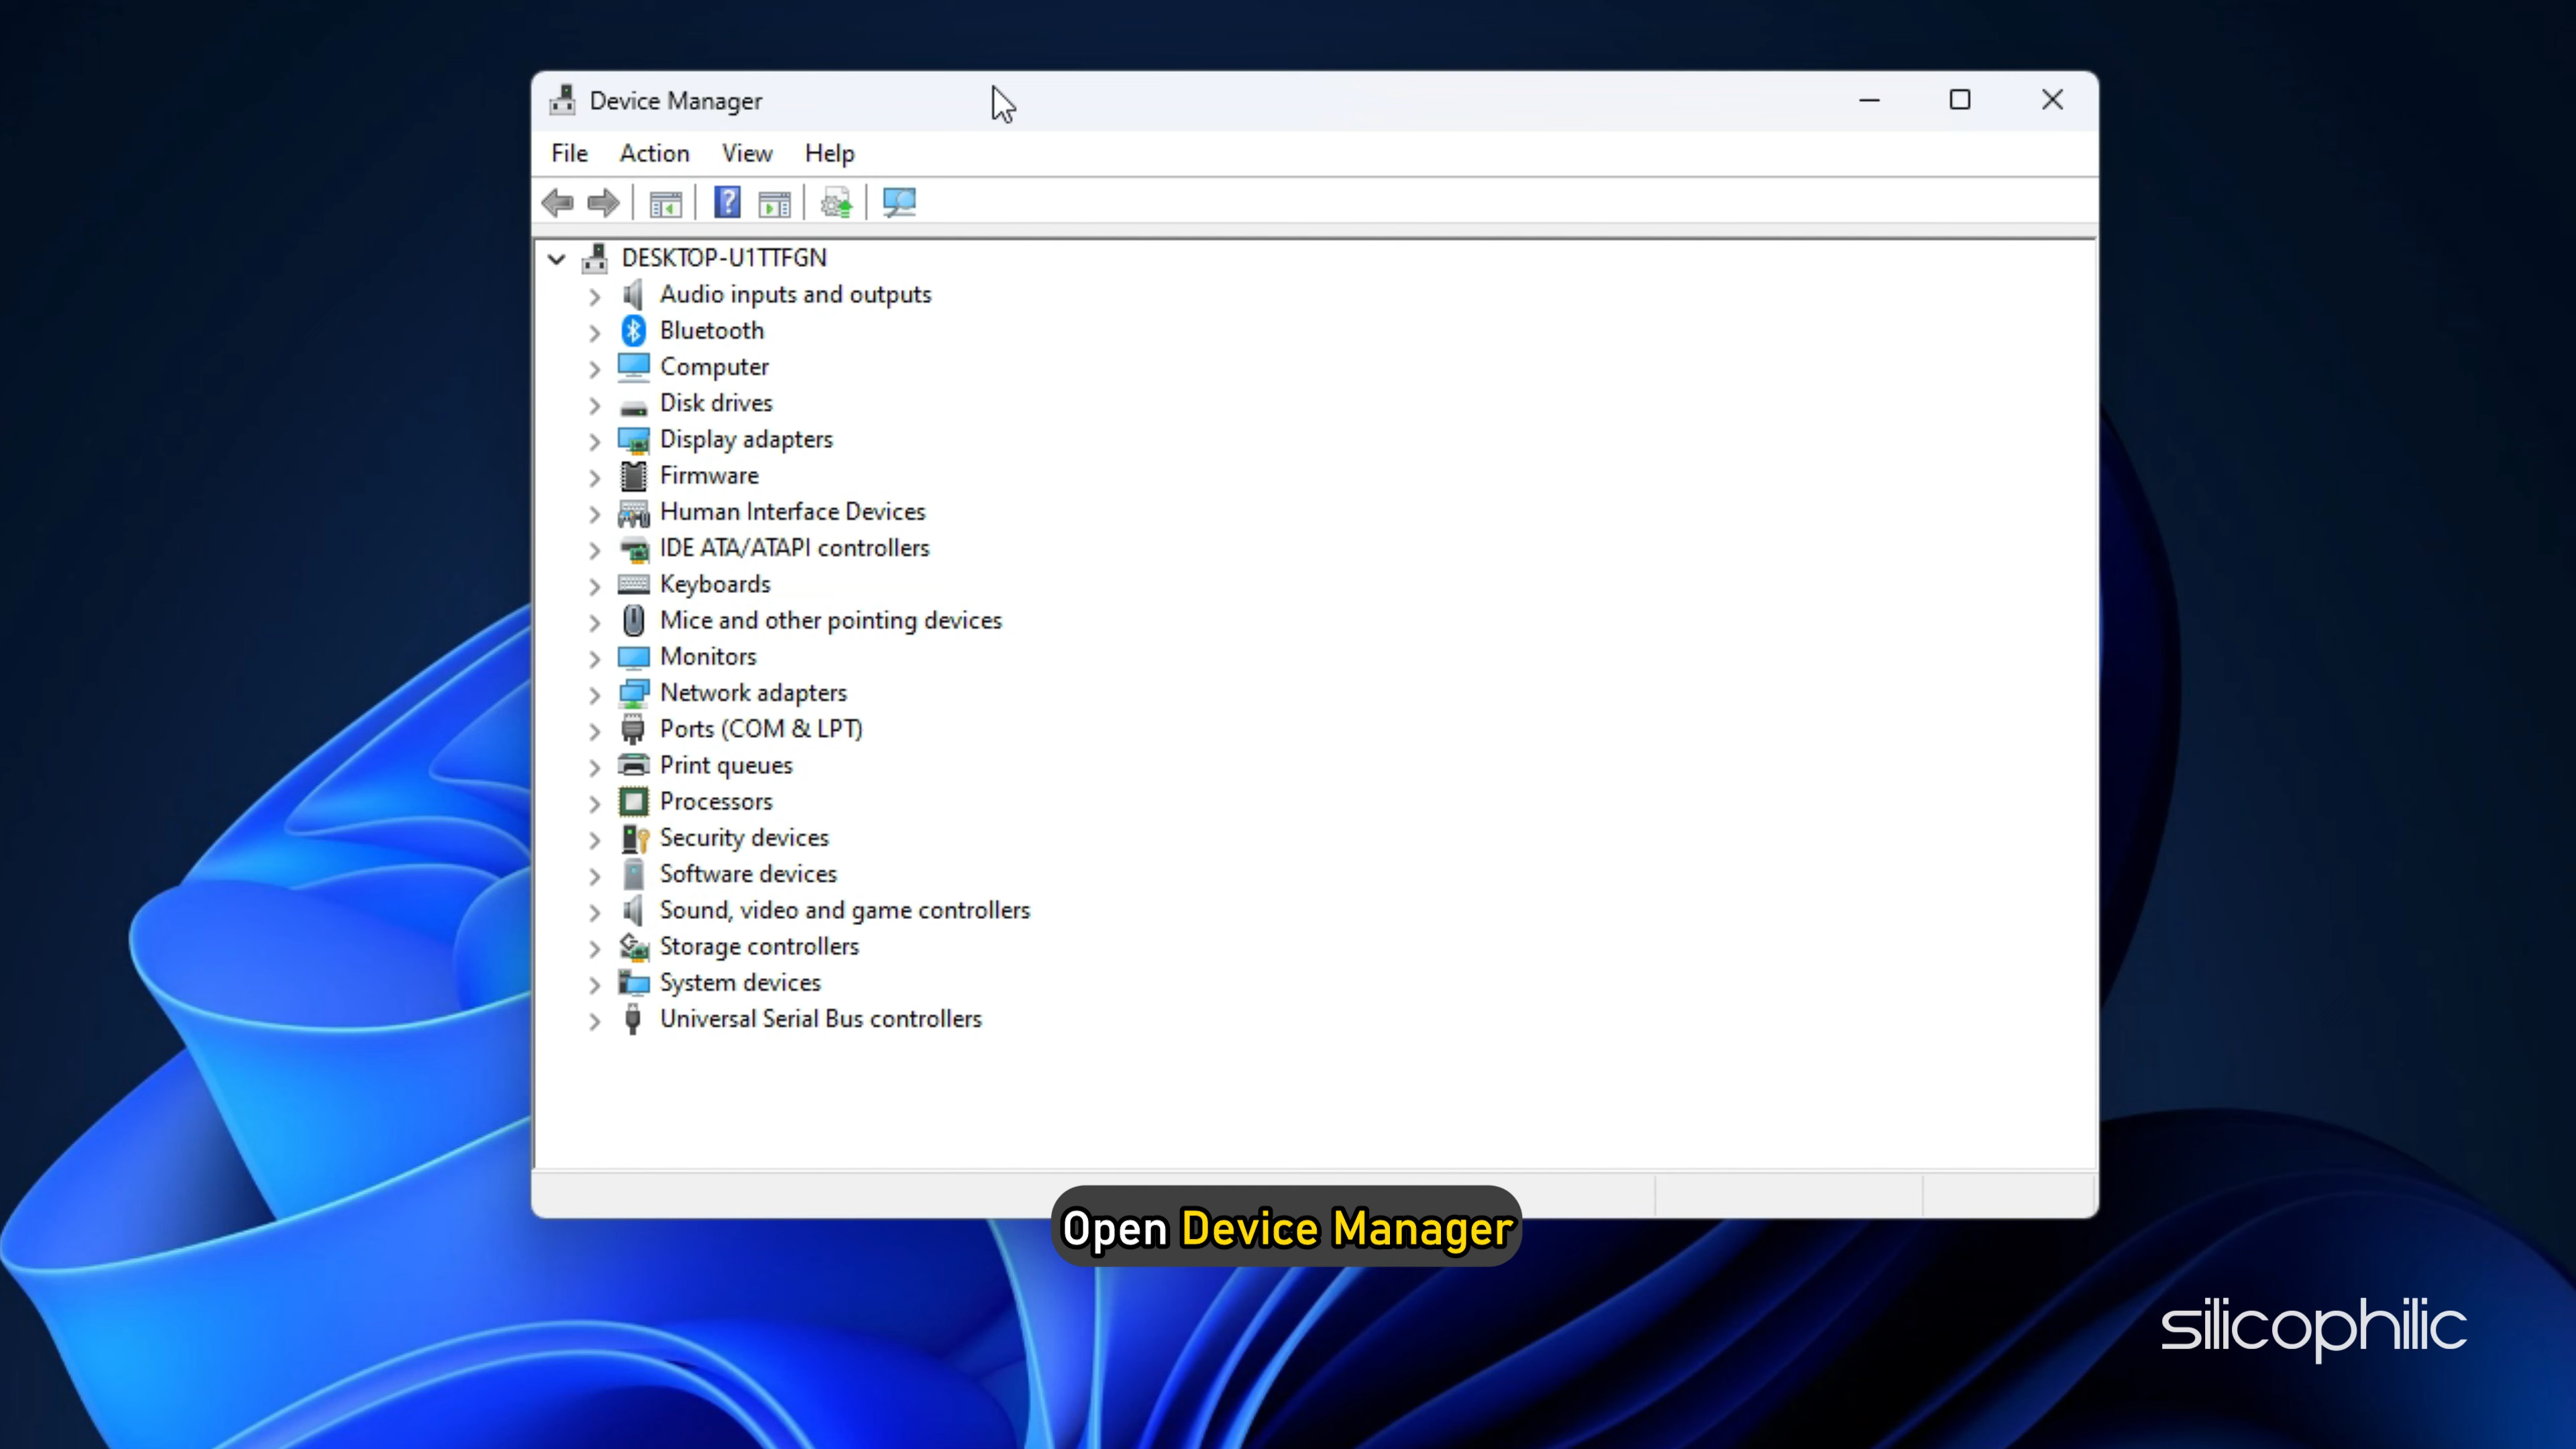 Device Manager
File Action View Help
DESKTOP-U1TTFGN
Audio inputs and outputs
Bluetooth
Computer
Disk drives
Display adapters
Firmware
Human Interface Devices
IDE ATA/ATAPI controllers
Keyboards
Mice and other pointing devices
Monitors
Network adapters
Ports (COM & LPT)
Print queues
Processors
Security devices
Software devices
Sound, video and game controllers
Storage controllers
System devices
Universal Serial Bus controllers
Open Device Manager
silicophilic